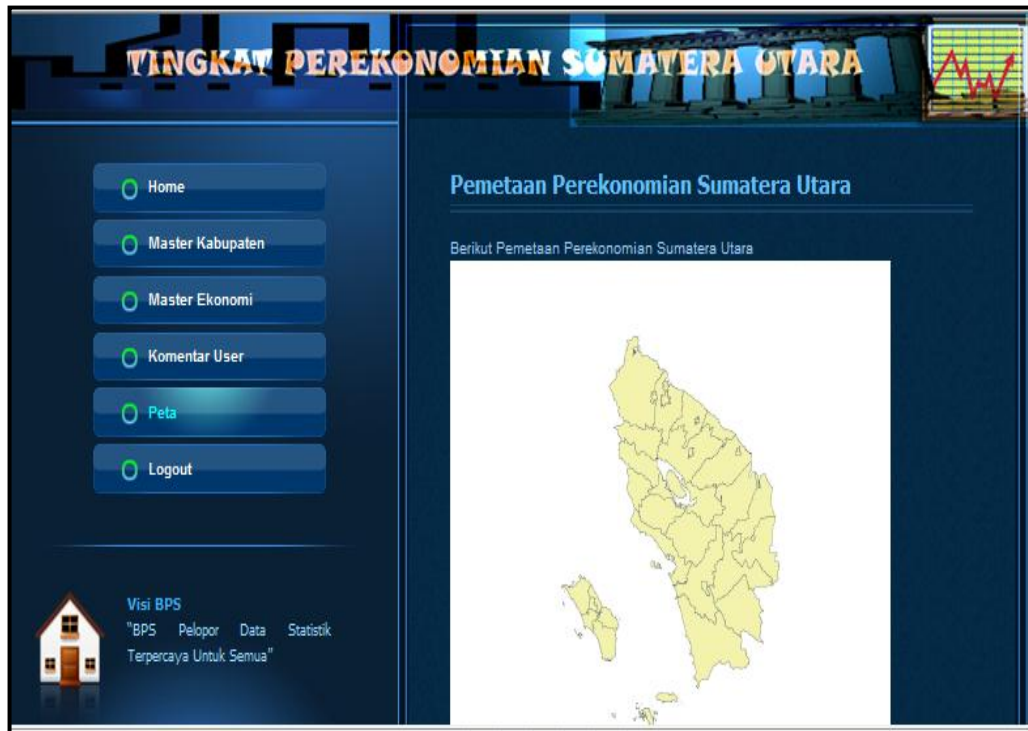 TINGKAT PEREKONOMIAN SUMATERA UTARA
Home
Master Kabupaten
Master Ekonomi
Komentar User
Peta
Logout
Visi BPS
"BPS Pelopor Data Statistik
Terpercaya Untuk Semua"
Pemetaan Perekonomian Sumatera Utara
Berikut Pemetaan Perekonomian Sumatera Utara